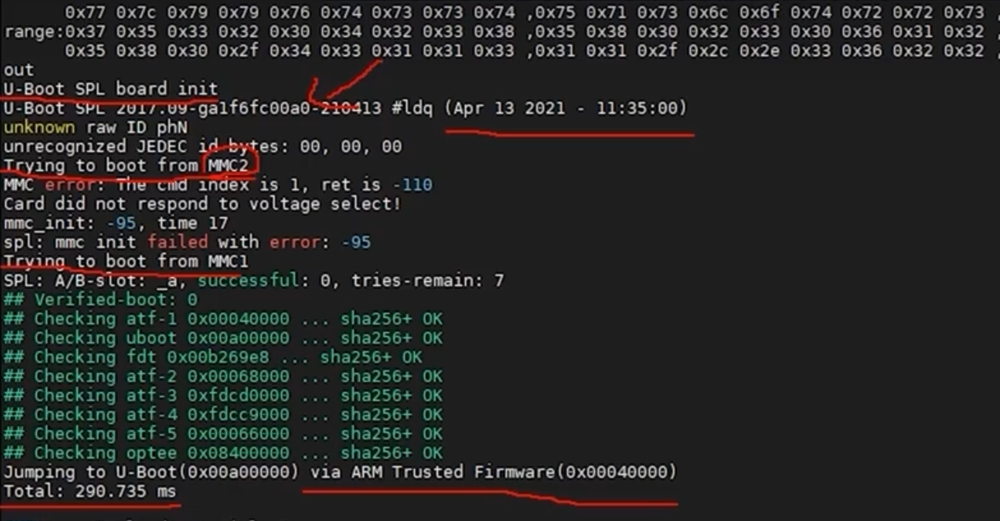 0x77 0x7c 0x79 0x79 0x76 0x74 0x73 0x73 0x74 ,0x75 0x71 0x73 0x6c 0x6f 0x74 0x72 0x72 0x73 ,
range:0x37 0x35 0x33 0x32 0x30 0x34 0x32 0x33 0x38 ,0x35 0x38 0x30 0x32 0x33 0x30 0x36 0x31 0x32 ,
0x35 0x38 0x30 0x2f 0x34 0x33 0x31 0x31 0x33 ,0x31 0x31 0x2f 0x2c 0x2e 0x33 0x36 0x32 0x32 ,
out
U-Boot SPL board init
U-Boot SPL 2017.09-ga1f6fc00a0-210413 #ldq (Apr 13 2021 - 11:35:00)
unknown raw ID phN
unrecognized JEDEC id bytes: 00, 00, 00
Trying to boot from MMC2
MMC error: The cmd index is 1, ret is -110
Card did not respond to voltage select!
mmc_init: -95, time 17
spl: mmc init failed with error: -95
Trying to boot from MMC1
SPL: A/B-slot: _a, successful: 0, tries-remain: 7
## Verified-boot: 0
## Checking atf-1 0x00040000 ... sha256+ OK
## Checking uboot 0x00a00000 ... sha256+ OK
## Checking fdt 0x00b269e8 ... sha256+ OK
## Checking atf-2 0x00068000 ... sha256+ OK
## Checking atf-3 0xfdcd0000 ... sha256+ OK
## Checking atf-4 0xfdcc9000 ... sha256+ OK
## Checking atf-5 0x00066000 ... sha256+ OK
## Checking optee 0x08400000 ... sha256+ OK
Jumping to U-Boot(0x00a00000) via ARM Trusted Firmware(0x00040000)
Total: 290.735 ms